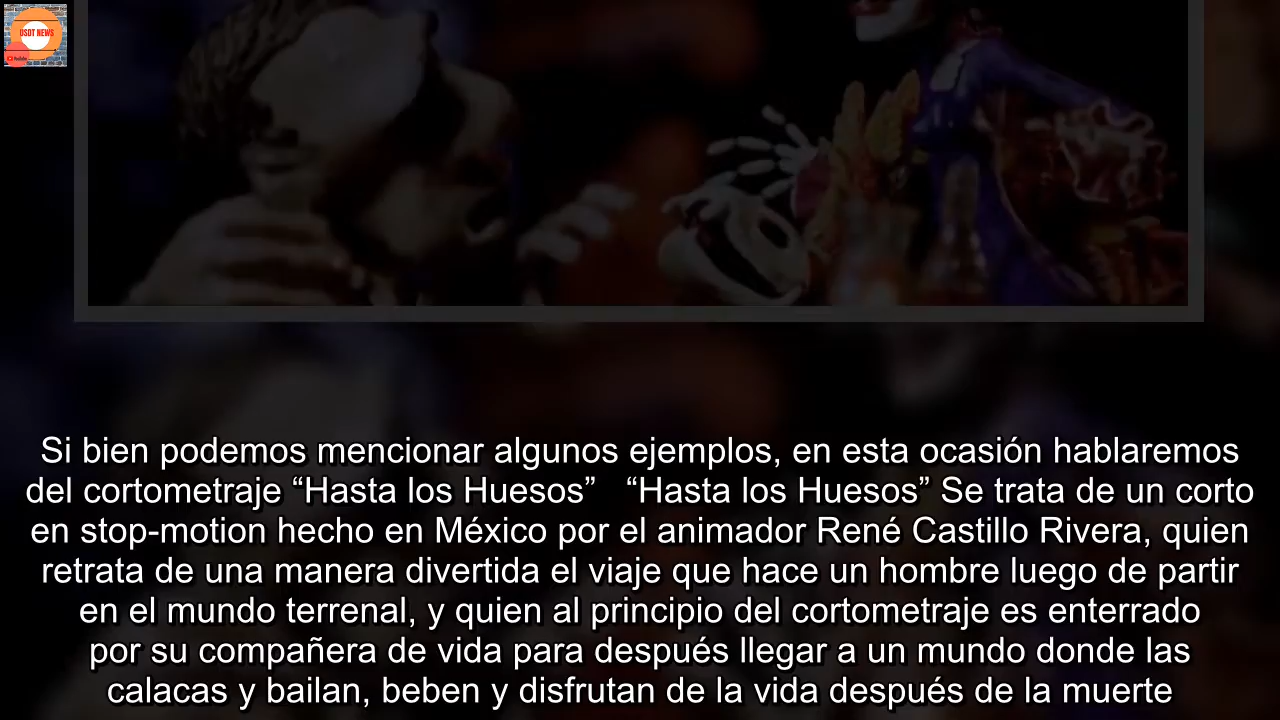 USDT NEWS
Si bien podemos mencionar algunos ejemplos, en esta ocasión hablaremos
del cortometraje “Hasta los Huesos”   “Hasta los Huesos” Se trata de un corto
en stop-motion hecho en México por el animador René Castillo Rivera, quien
retrata de una manera divertida el viaje que hace un hombre luego de partir
en el mundo terrenal, y quien al principio del cortometraje es enterrado
por su compañera de vida para después llegar a un mundo donde las
calacas y bailan, beben y disfrutan de la vida después de la muerte